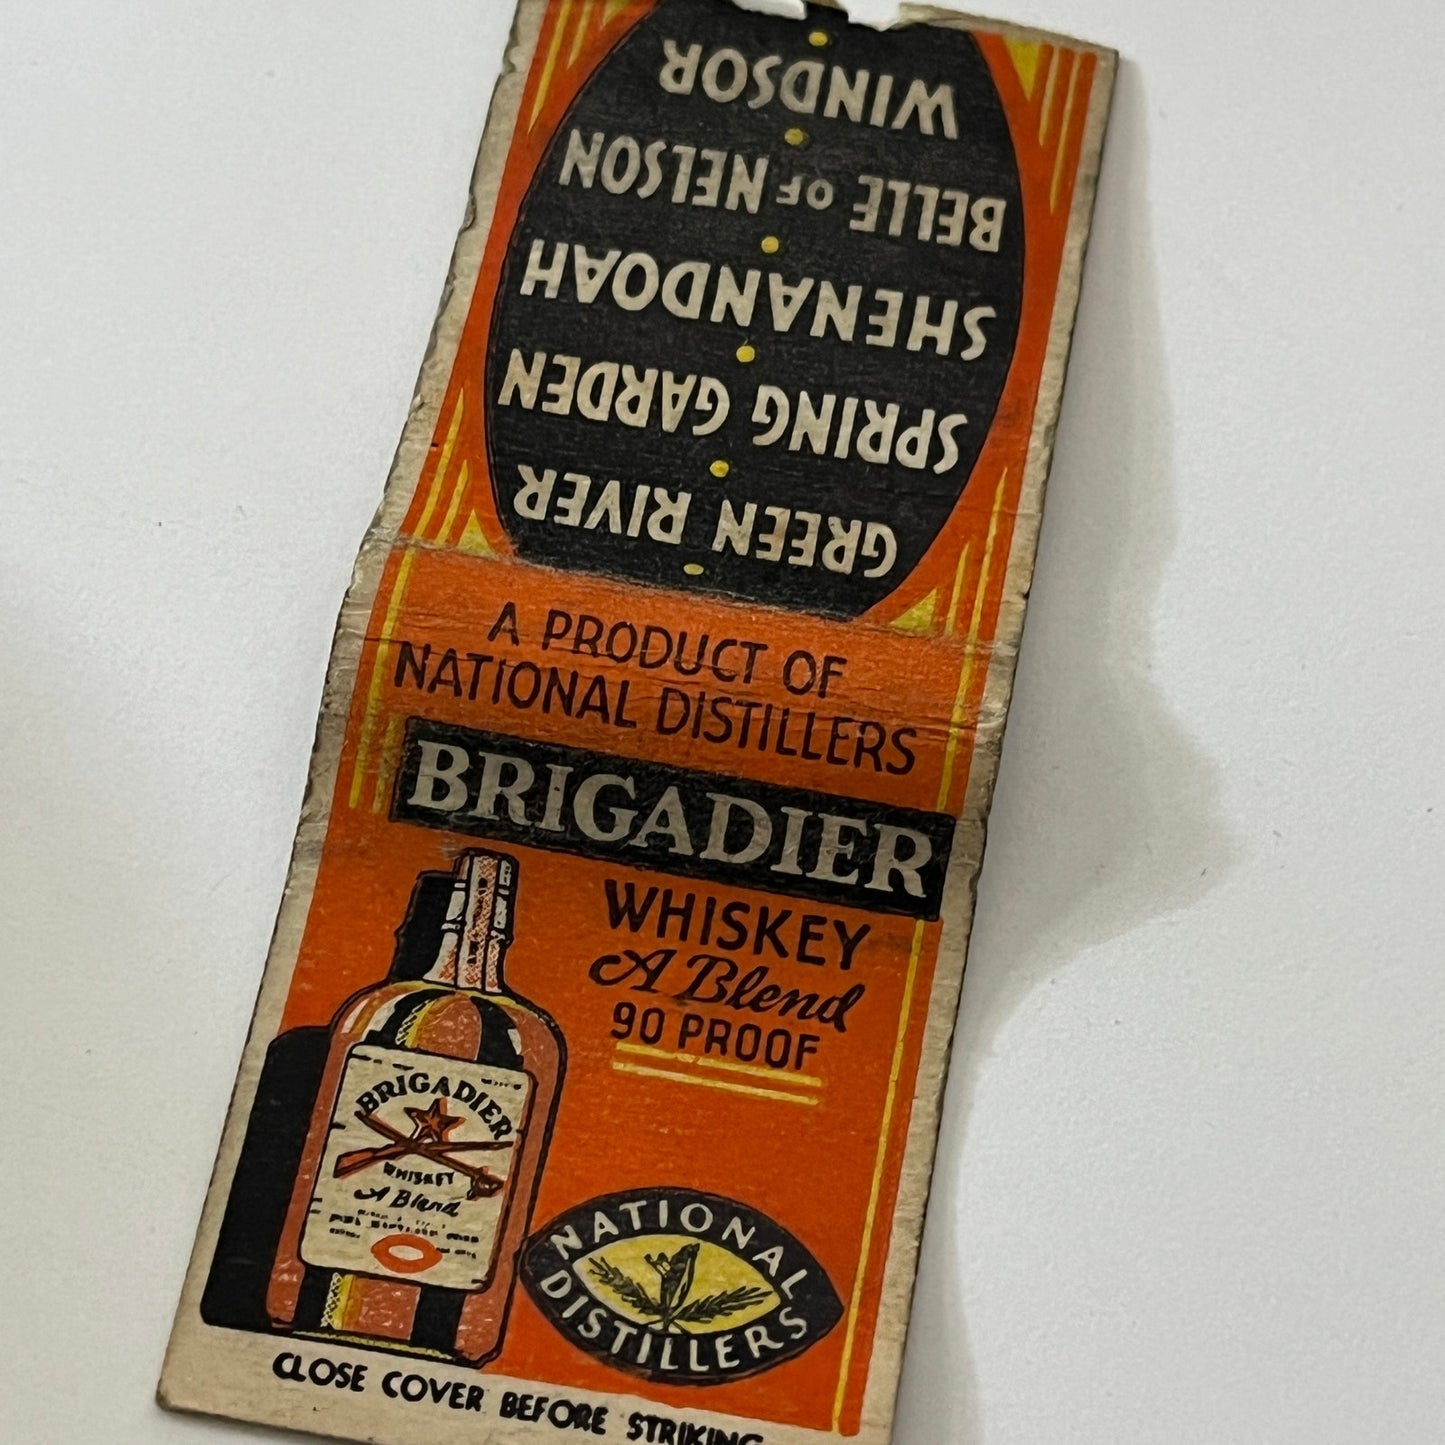 WINDSOR
BELLE OF NELSON
SHENANDOAH
SPRING GARDEN
GREEN RIVER
A PRODUCT OF
NATIONAL DISTILLERS
BRIGADIER
WHISKEY
A Blend
90 PROOF
BRIGADIER
WHISKEY
A Blend
NATIONAL
DISTILLERS
CLOSE COVER BEFORE STRIKING